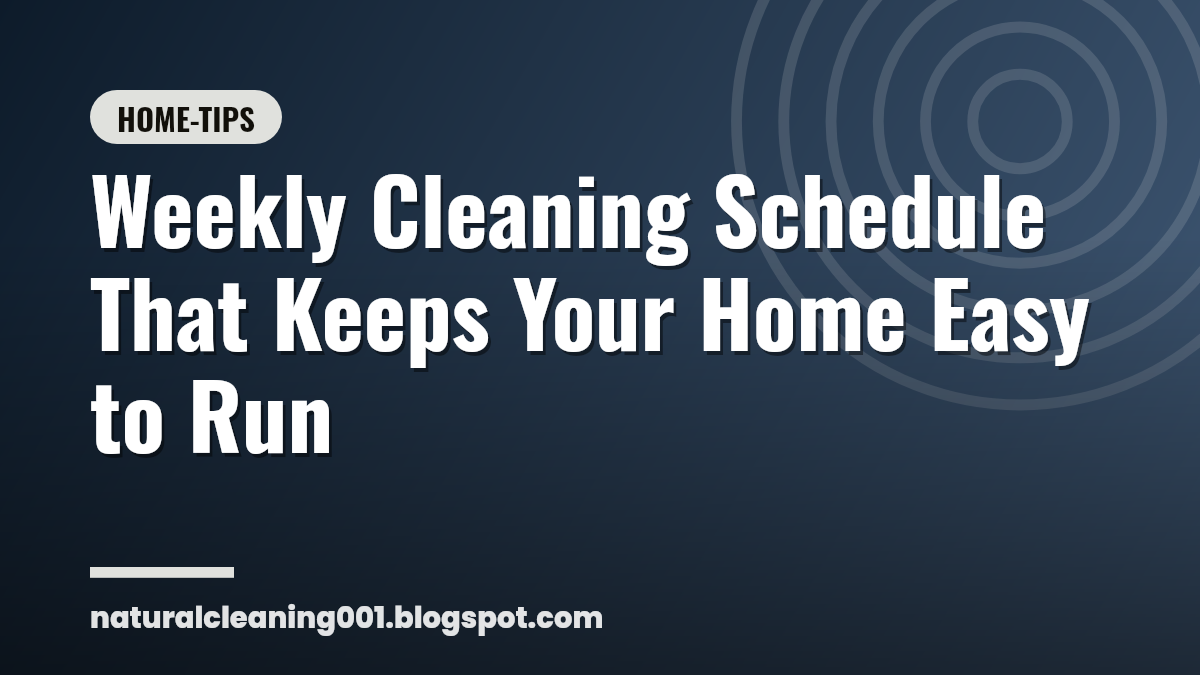 HOME-TIPS
Weekly Cleaning Schedule
That Keeps Your Home Easy
to Run
naturalcleaning001.blogspot.com